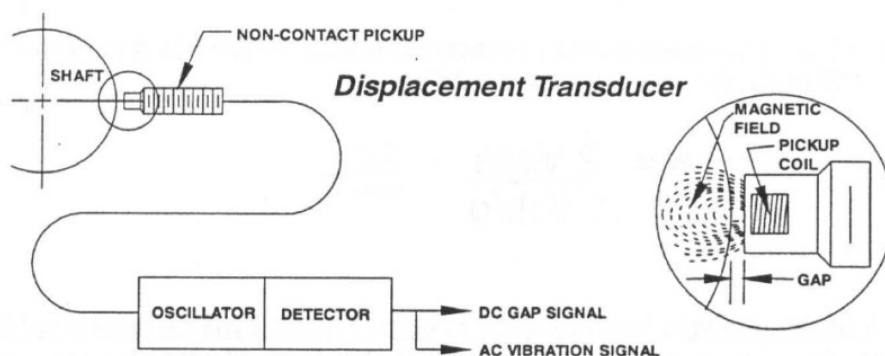 NON-CONTACT PICKUP
SHAFT
Displacement Transducer
MAGNETIC
FIELD
PICKUP
COIL
GAP
OSCILLATOR
DETECTOR
DC GAP SIGNAL
AC VIBRATION SIGNAL